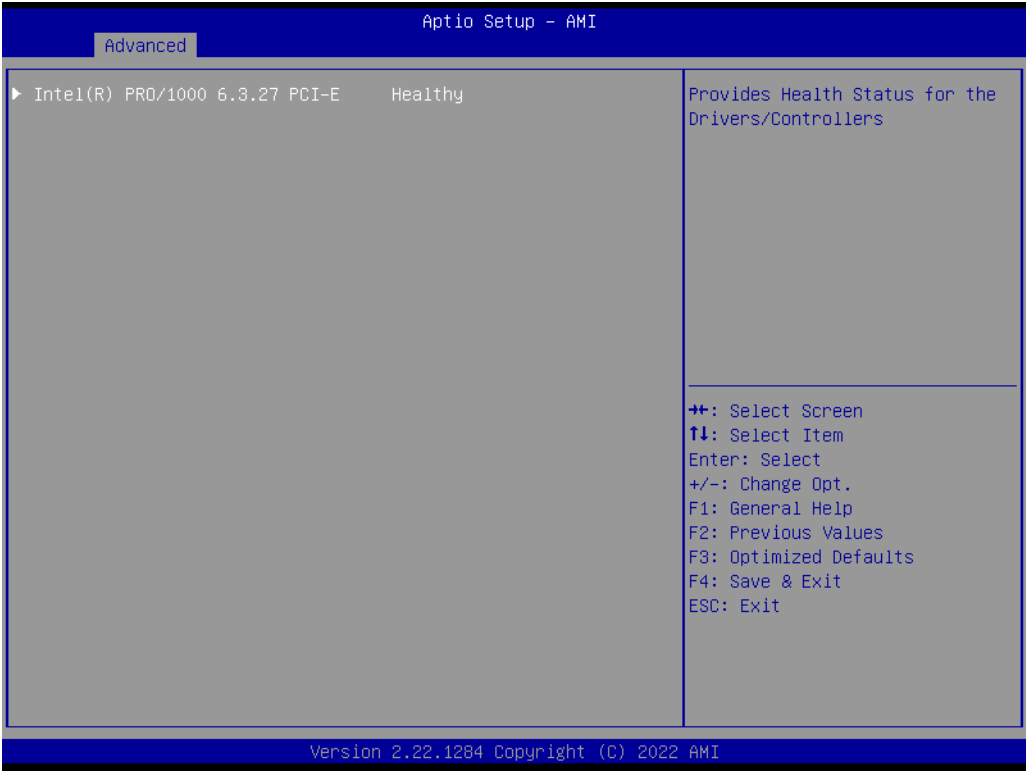 Aptio Setup – AMI
Advanced
▶ Intel(R) PRO/1000 6.3.27 PCI-E Healthy
Provides Health Status for the
Drivers/Controllers
→←: Select Screen
↑↓: Select Item
Enter: Select
+/-: Change Opt.
F1: General Help
F2: Previous Values
F3: Optimized Defaults
F4: Save & Exit
ESC: Exit
Version 2.22.1284 Copyright (C) 2022 AMI